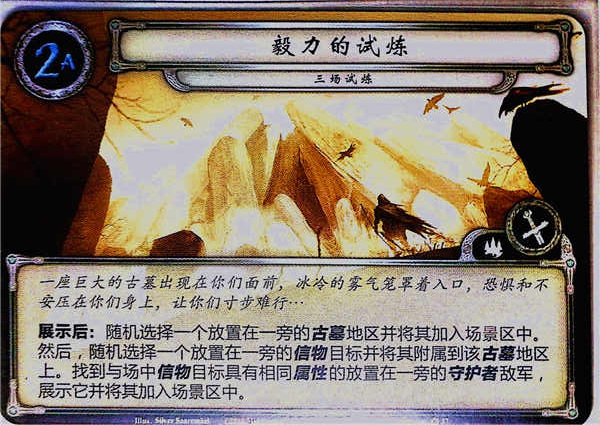 2A
毅力的试炼
三场试炼
一座巨大的古墓出现在你们面前，冰冷的雾气笼罩着入口，恐惧和不
安压在你们身上，让你们寸步难行…
展示后：随机选择一个放置在一旁的古墓地区并将其加入场景区中。
然后，随机选择一个放置在一旁的信物目标并将其附属到该古墓地区
上。找到与场中信物目标具有相同属性的放置在一旁的守护者敌军，
展示它并将其加入场景区中。
Illus. Silver Saaremäel